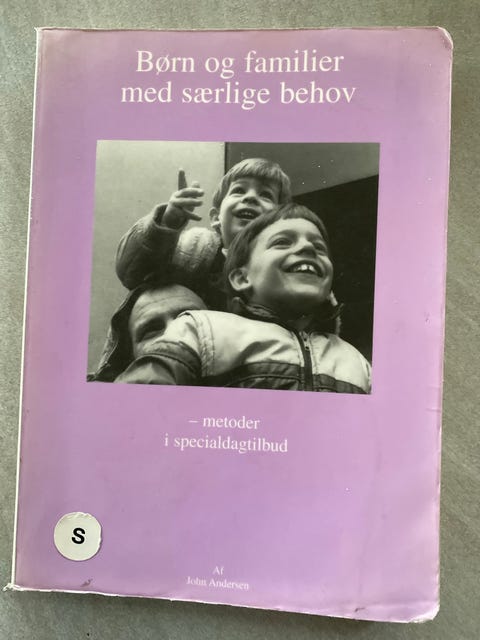 Børn og familier
med særlige behov
– metoder
i specialdagtilbud
S
Af
John Andersen